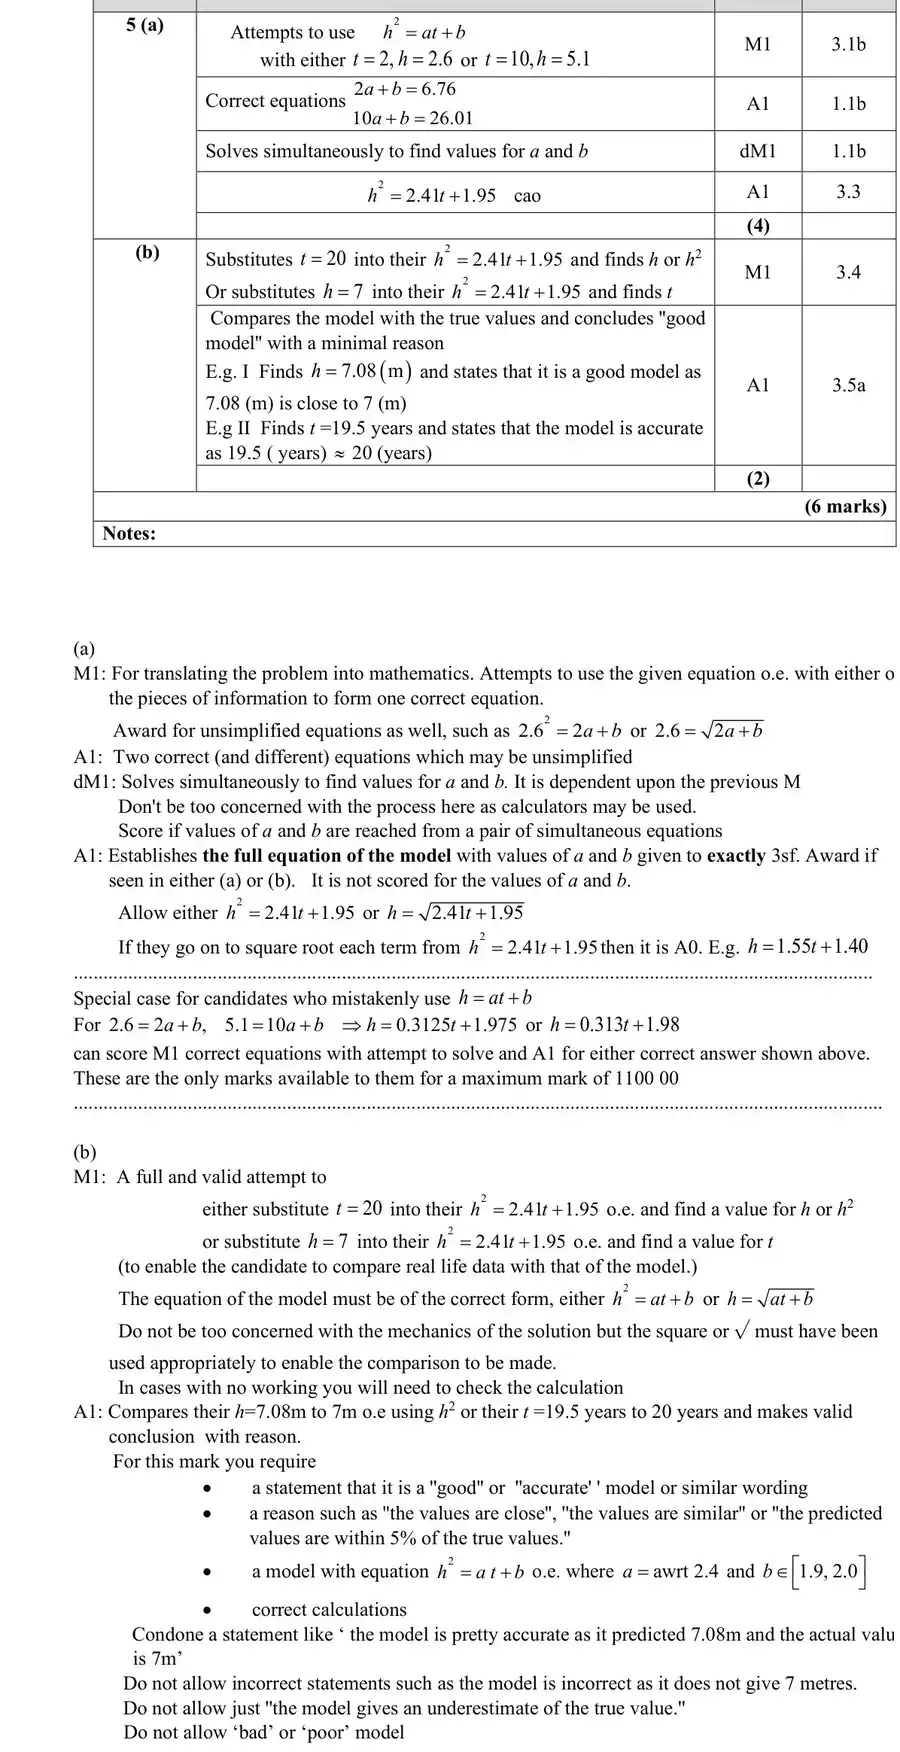 5 (a)
Attempts to use h² = at + b
with either t = 2, h = 2.6 or t = 10, h = 5.1
M1
3.1b
Correct equations 2a + b = 6.76
10a + b = 26.01
A1
1.1b
Solves simultaneously to find values for a and b
dM1
1.1b
h² = 2.41t + 1.95 cao
A1
3.3
(4)
(b)
Substitutes t = 20 into their h² = 2.41t + 1.95 and finds h or h²
Or substitutes h = 7 into their h² = 2.41t + 1.95 and finds t
M1
3.4
Compares the model with the true values and concludes "good
model" with a minimal reason
E.g. I Finds h = 7.08 (m) and states that it is a good model as
7.08 (m) is close to 7 (m)
E.g II Finds t =19.5 years and states that the model is accurate
as 19.5 ( years) ≈ 20 (years)
A1
3.5a
(2)
(6 marks)
Notes:
(a)
M1: For translating the problem into mathematics. Attempts to use the given equation o.e. with either o
the pieces of information to form one correct equation.
Award for unsimplified equations as well, such as 2.6² = 2a + b or 2.6 = √(2a + b)
A1: Two correct (and different) equations which may be unsimplified
dM1: Solves simultaneously to find values for a and b. It is dependent upon the previous M
Don't be too concerned with the process here as calculators may be used.
Score if values of a and b are reached from a pair of simultaneous equations
A1: Establishes the full equation of the model with values of a and b given to exactly 3sf. Award if
seen in either (a) or (b). It is not scored for the values of a and b.
Allow either h² = 2.41t + 1.95 or h = √(2.41t + 1.95)
If they go on to square root each term from h² = 2.41t + 1.95 then it is A0. E.g. h = 1.55t + 1.40
Special case for candidates who mistakenly use h = at + b
For 2.6 = 2a + b, 5.1 = 10a + b ⇒ h = 0.3125t + 1.975 or h = 0.313t + 1.98
can score M1 correct equations with attempt to solve and A1 for either correct answer shown above.
These are the only marks available to them for a maximum mark of 1100 00
(b)
M1: A full and valid attempt to
either substitute t = 20 into their h² = 2.41t + 1.95 o.e. and find a value for h or h²
or substitute h = 7 into their h² = 2.41t + 1.95 o.e. and find a value for t
(to enable the candidate to compare real life data with that of the model.)
The equation of the model must be of the correct form, either h² = at + b or h = √(at + b)
Do not be too concerned with the mechanics of the solution but the square or √ must have been
used appropriately to enable the comparison to be made.
In cases with no working you will need to check the calculation
A1: Compares their h=7.08m to 7m o.e using h² or their t =19.5 years to 20 years and makes valid
conclusion with reason.
For this mark you require
• a statement that it is a "good" or "accurate' ' model or similar wording
• a reason such as "the values are close", "the values are similar" or "the predicted
values are within 5% of the true values."
• a model with equation h² = a t + b o.e. where a = awrt 2.4 and b ∈ [1.9, 2.0]
• correct calculations
Condone a statement like ‘ the model is pretty accurate as it predicted 7.08m and the actual valu
is 7m’
Do not allow incorrect statements such as the model is incorrect as it does not give 7 metres.
Do not allow just "the model gives an underestimate of the true value."
Do not allow ‘bad’ or ‘poor’ model